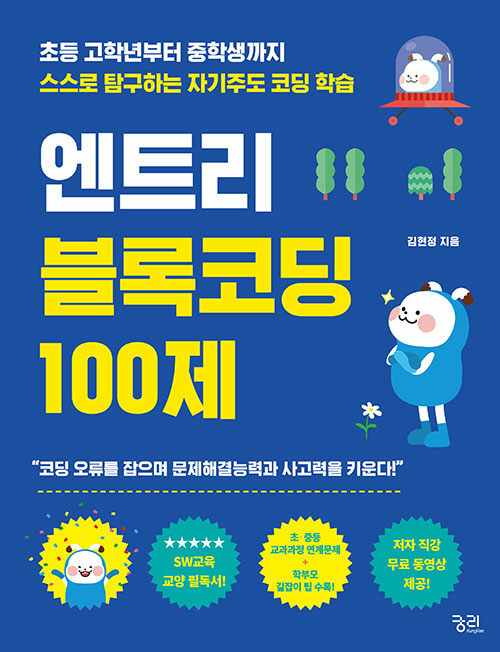 초등 고학년부터 중학생까지
스스로 탐구하는 자기주도 코딩 학습
엔트리
블록코딩
100제
김현정 지음
“코딩 오류를 잡으며 문제해결능력과 사고력을 키운다!”
★★★★★
SW교육
교양 필독서!
초·중등
교과과정 연계문제
+
학부모
길잡이 팁 수록!
저자 직강
무료 동영상
제공!
궁리
KungRee